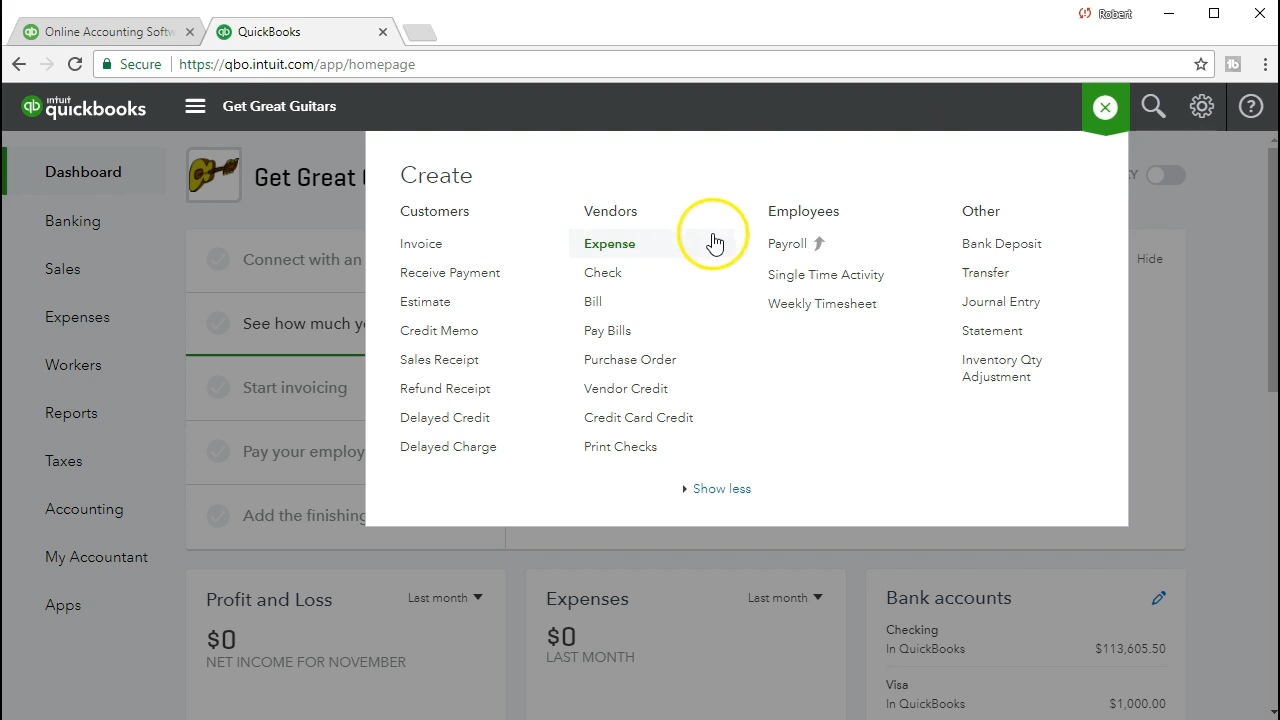 Robert
Online Accounting Softw
QuickBooks
Secure
https://qbo.intuit.com/app/homepage
intuit quickbooks
Get Great Guitars
Dashboard
Banking
Sales
Expenses
Workers
Reports
Taxes
Accounting
My Accountant
Apps
Get Great
Connect with an
See how much y
Start invoicing
Pay your employ
Add the finishing
Create
Customers
Invoice
Receive Payment
Estimate
Credit Memo
Sales Receipt
Refund Receipt
Delayed Credit
Delayed Charge
Vendors
Expense
Check
Bill
Pay Bills
Purchase Order
Vendor Credit
Credit Card Credit
Print Checks
Employees
Payroll
Single Time Activity
Weekly Timesheet
Other
Bank Deposit
Transfer
Journal Entry
Statement
Inventory Qty
Adjustment
Show less
Y
Hide
Profit and Loss
Last month
$0
NET INCOME FOR NOVEMBER
Expenses
Last month
$0
LAST MONTH
Bank accounts
Checking
In QuickBooks $113,605.50
Visa
In QuickBooks $1,000.00